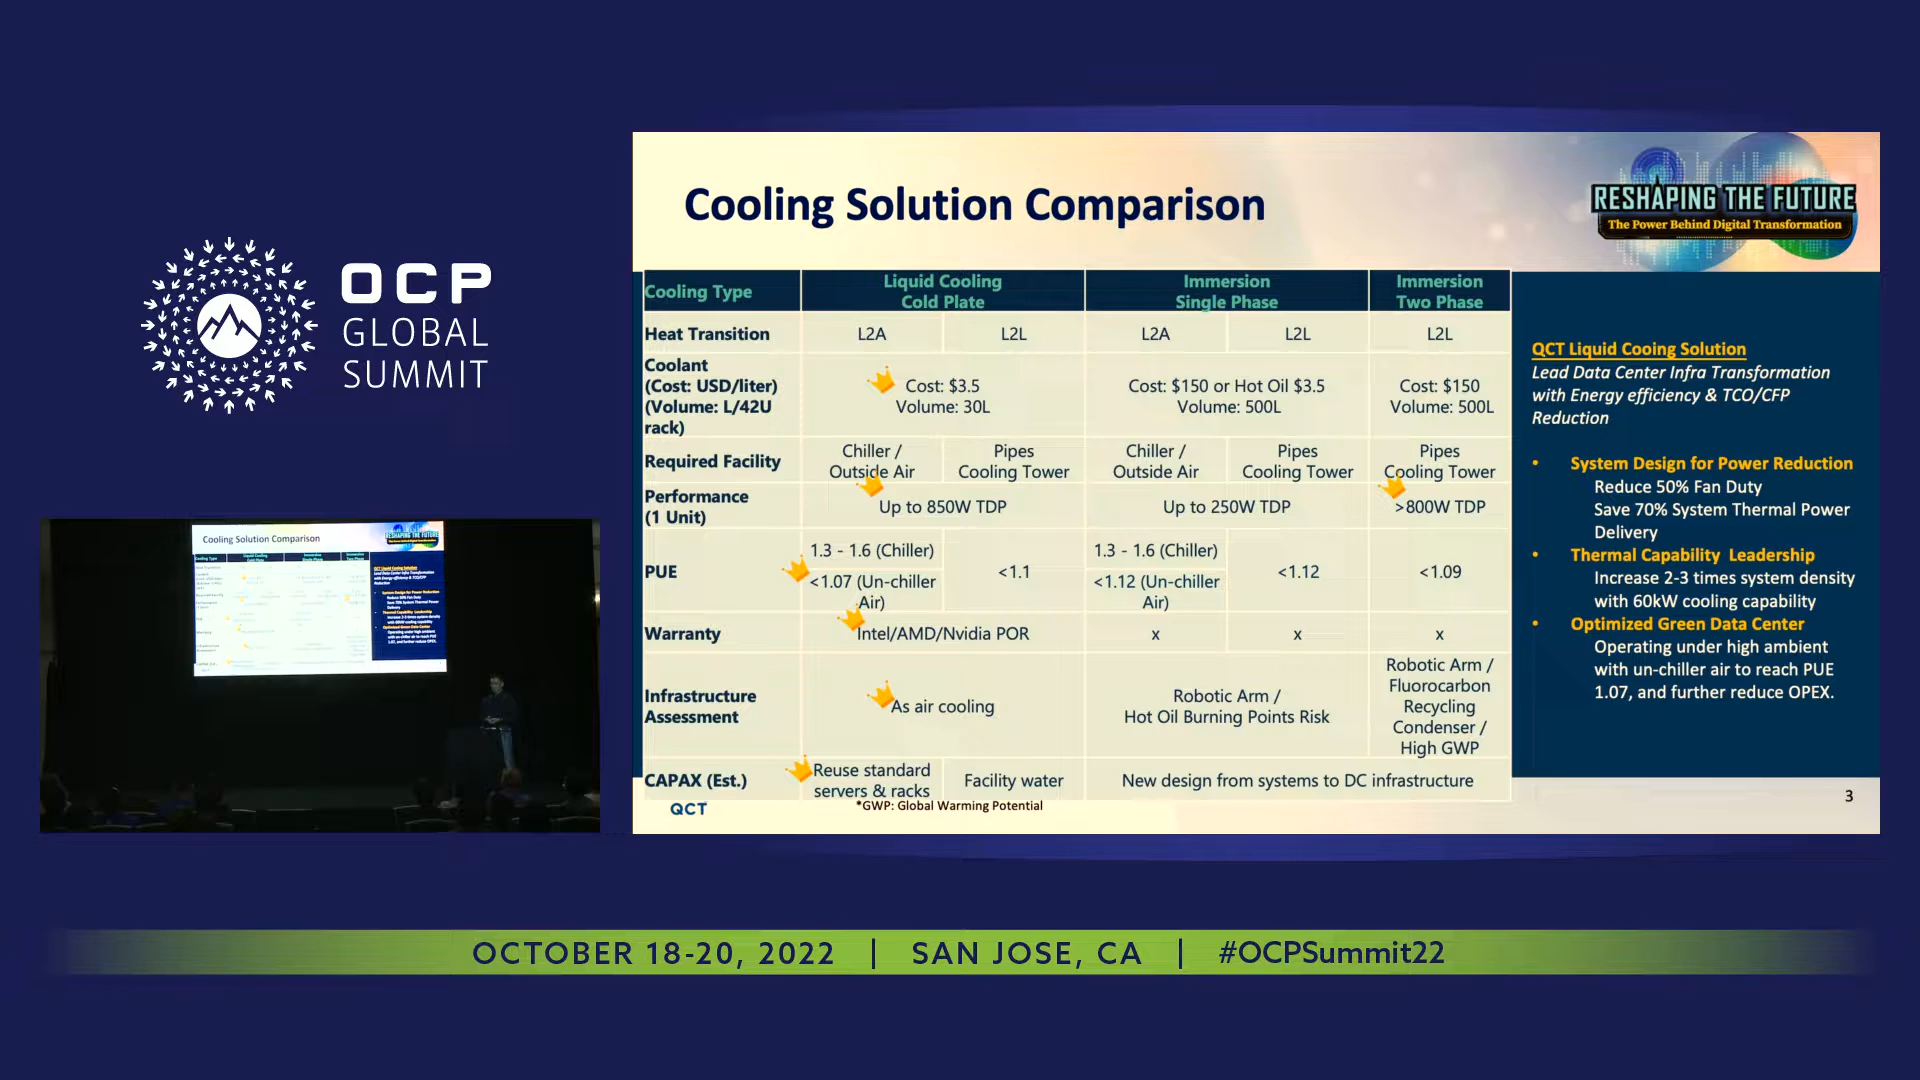 OCP
GLOBAL
SUMMIT
Cooling Solution Comparison
RESHAPING THE FUTURE
The Power Behind Digital Transformation
Cooling Type
Liquid Cooling
Cold Plate
Immersion
Single Phase
Immersion
Two Phase
Heat Transition
L2A
L2L
L2A
L2L
L2L
Coolant
(Cost: USD/liter)
(Volume: L/42U
rack)
Cost: $3.5
Volume: 30L
Cost: $150 or Hot Oil $3.5
Volume: 500L
Cost: $150
Volume: 500L
Required Facility
Chiller /
Outside Air
Pipes
Cooling Tower
Chiller /
Outside Air
Pipes
Cooling Tower
Pipes
Cooling Tower
Performance
(1 Unit)
Up to 850W TDP
Up to 250W TDP
>800W TDP
PUE
1.3 - 1.6 (Chiller)
<1.07 (Un-chiller
Air)
<1.1
1.3 - 1.6 (Chiller)
<1.12 (Un-chiller
Air)
<1.12
<1.09
Warranty
Intel/AMD/Nvidia POR
x
x
x
Infrastructure
Assessment
As air cooling
Robotic Arm /
Hot Oil Burning Points Risk
Robotic Arm /
Fluorocarbon
Recycling
Condenser /
High GWP
CAPAX (Est.)
Reuse standard
servers & racks
Facility water
New design from systems to DC infrastructure
QCT
*GWP: Global Warming Potential
QCT Liquid Cooing Solution
Lead Data Center Infra Transformation
with Energy efficiency & TCO/CFP
Reduction
• System Design for Power Reduction
Reduce 50% Fan Duty
Save 70% System Thermal Power
Delivery
• Thermal Capability Leadership
Increase 2-3 times system density
with 60kW cooling capability
• Optimized Green Data Center
Operating under high ambient
with un-chiller air to reach PUE
1.07, and further reduce OPEX.
3
Cooling Solution Comparison
OCTOBER 18-20, 2022 | SAN JOSE, CA | #OCPSummit22